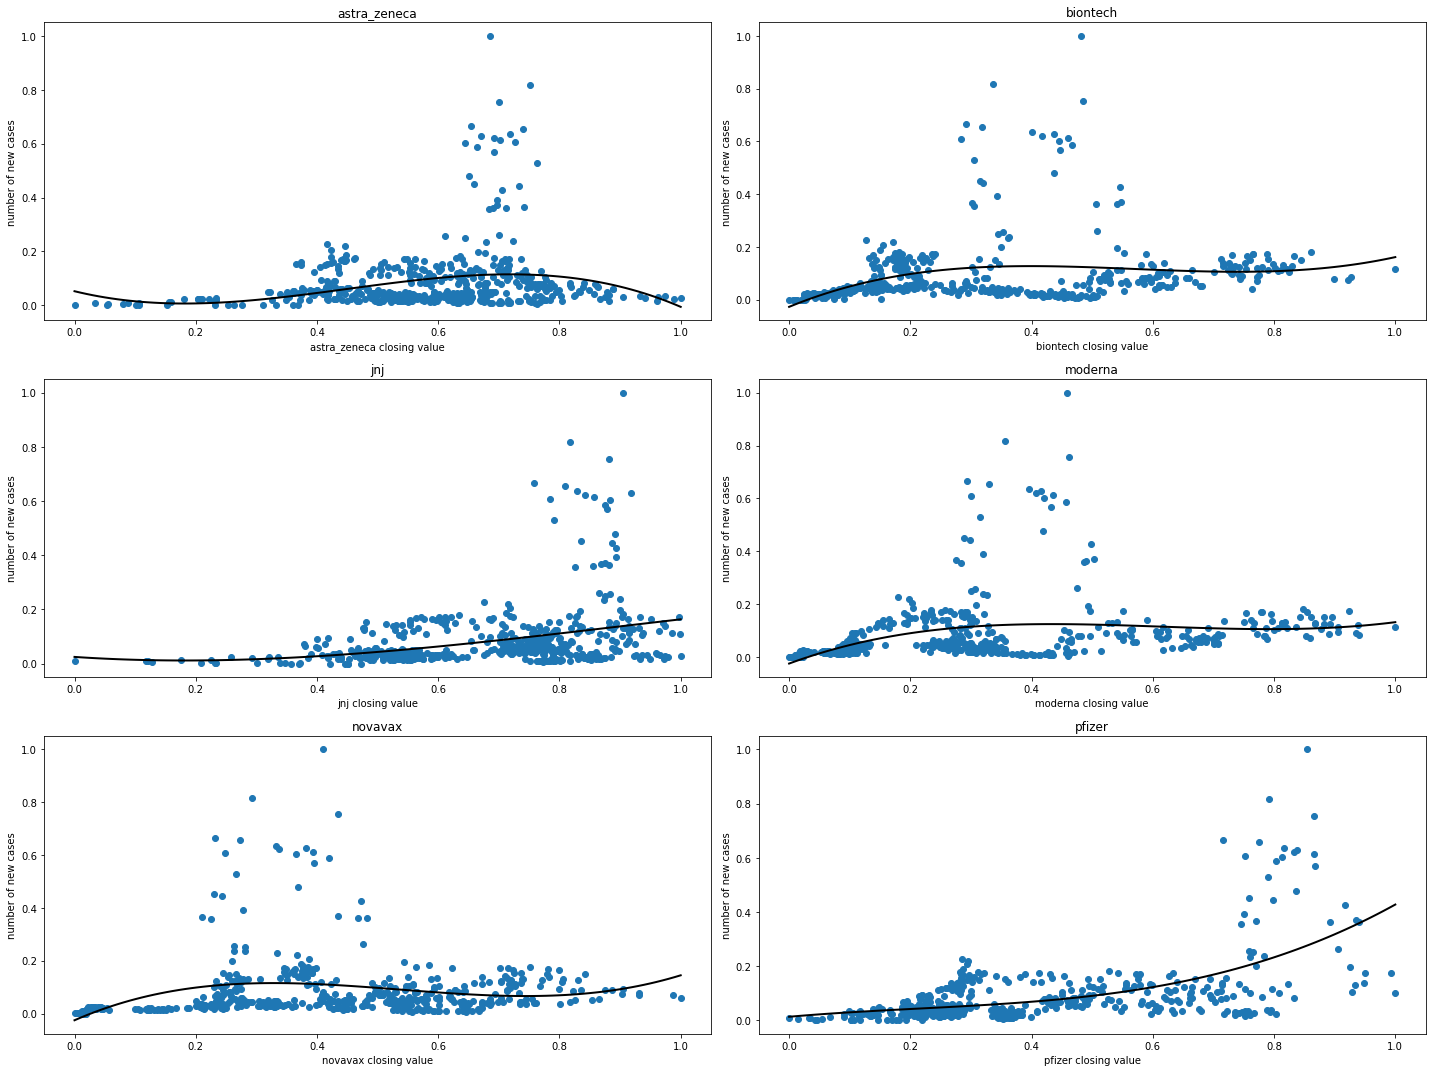 astra_zeneca
1.0
0.8
0.6
0.4
0.2
0.0
number of new cases
0.0 0.2 0.4 0.6 0.8 1.0
astra_zeneca closing value
biontech
1.0
0.8
0.6
0.4
0.2
0.0
number of new cases
0.0 0.2 0.4 0.6 0.8 1.0
biontech closing value
jnj
1.0
0.8
0.6
0.4
0.2
0.0
number of new cases
0.0 0.2 0.4 0.6 0.8 1.0
jnj closing value
moderna
1.0
0.8
0.6
0.4
0.2
0.0
number of new cases
0.0 0.2 0.4 0.6 0.8 1.0
moderna closing value
novavax
1.0
0.8
0.6
0.4
0.2
0.0
number of new cases
0.0 0.2 0.4 0.6 0.8 1.0
novavax closing value
pfizer
1.0
0.8
0.6
0.4
0.2
0.0
number of new cases
0.0 0.2 0.4 0.6 0.8 1.0
pfizer closing value